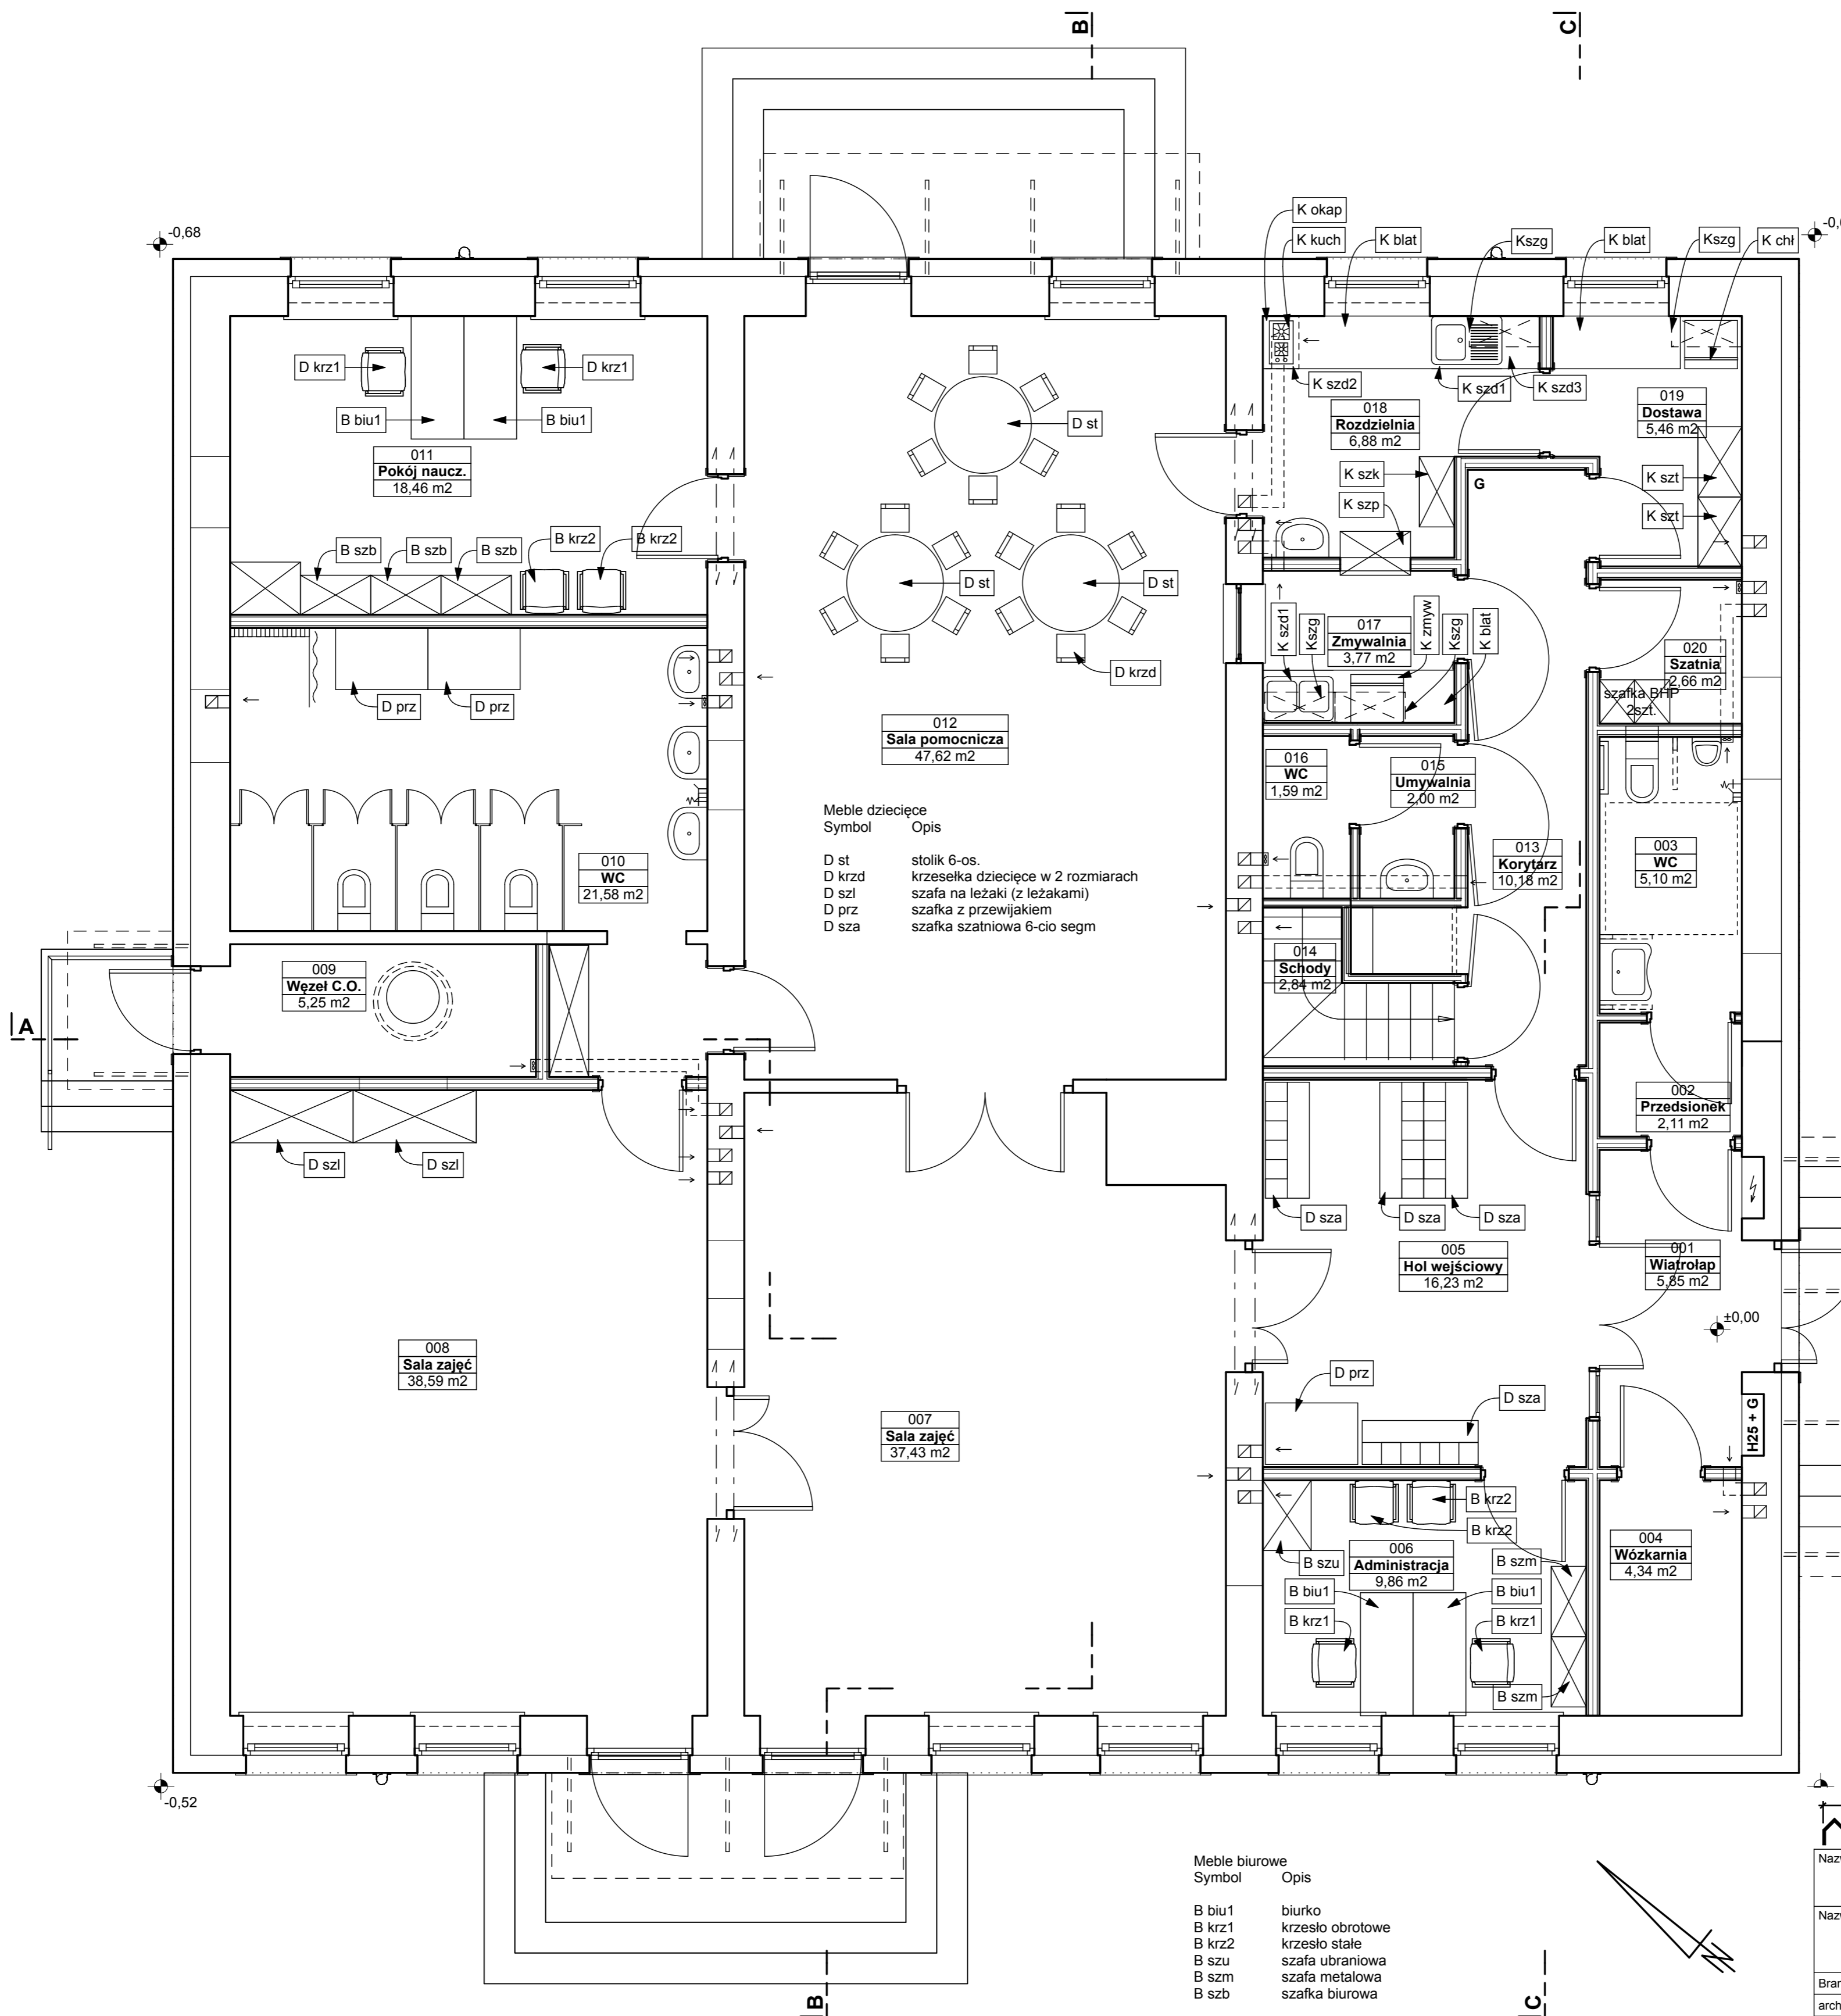 B
C
-0,68
K okap
K kuch
K blat
Kszg
K blat
Kszg
K chł
D krz1
D krz1
B biu1
B biu1
011
Pokój naucz.
18,46 m2
D st
K szd2
K szd1
K szd3
018
Rozdzielnia
6,88 m2
019
Dostawa
5,46 m2
K szk
K szp
G
K szt
K szt
B szb
B szb
B szb
B krz2
B krz2
D st
D st
D krzd
K szd1
Kszg
017
Zmywalnia
3,77 m2
K zmyw
Kszg
K blat
020
Szatnia
2,66 m2
szafka BHP
2szt.
D prz
D prz
012
Sala pomocnicza
47,62 m2
016
WC
1,59 m2
015
Umywalnia
2,00 m2
Meble dziecięce
Symbol Opis
D st stolik 6-os.
D krzd krzesełka dziecięce w 2 rozmiarach
D szl szafa na leżaki (z leżakami)
D prz szafka z przewijakiem
D sza szafka szatniowa 6-cio segm
010
WC
21,58 m2
013
Korytarz
10,18 m2
003
WC
5,10 m2
009
Węzeł C.O.
5,25 m2
014
Schody
2,84 m2
A
002
Przedsionek
2,11 m2
D szl
D szl
D sza
D sza
D sza
005
Hol wejściowy
16,23 m2
001
Wiatrołap
5,85 m2
±0,00
008
Sala zajęć
38,59 m2
D prz
D sza
007
Sala zajęć
37,43 m2
H25 + G
B krz2
B krz2
B szu
006
Administracja
9,86 m2
B szm
004
Wózkarnia
4,34 m2
B biu1
B biu1
B krz1
B krz1
B szm
-0,52
Meble biurowe
Symbol Opis
B biu1 biurko
B krz1 krzesło obrotowe
B krz2 krzesło stałe
B szu szafa ubraniowa
B szm szafa metalowa
B szb szafka biurowa
N
B
C